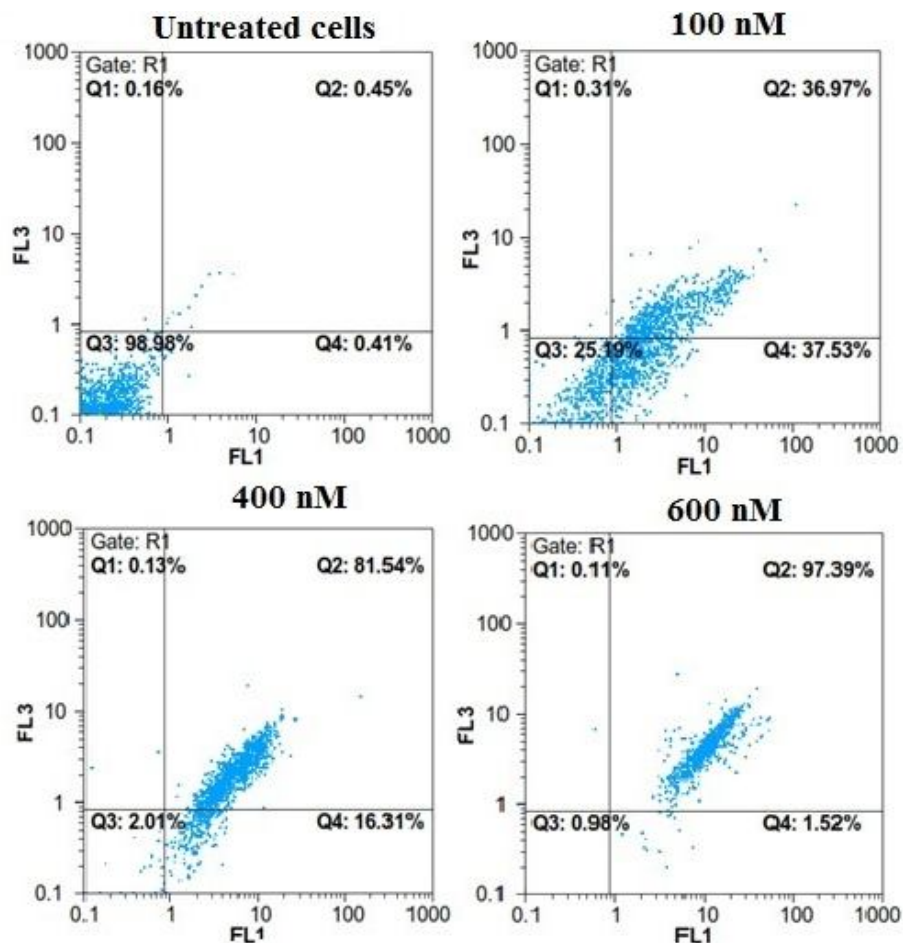 Untreated cells
Gate: R1
Q1: 0.16%
Q2: 0.45%
1000
100
10
1
0.1
FL3
Q3: 98.98%
Q4: 0.41%
0.1 1 10 100 1000
FL1
100 nM
Gate: R1
Q1: 0.31%
Q2: 36.97%
1000
100
10
1
0.1
FL3
Q3: 25.19%
Q4: 37.53%
0.1 1 10 100 1000
FL1
400 nM
Gate: R1
Q1: 0.13%
Q2: 81.54%
1000
100
10
1
0.1
FL3
Q3: 2.01%
Q4: 16.31%
0.1 1 10 100 1000
FL1
600 nM
Gate: R1
Q1: 0.11%
Q2: 97.39%
1000
100
10
1
0.1
FL3
Q3: 0.98%
Q4: 1.52%
0.1 1 10 100 1000
FL1